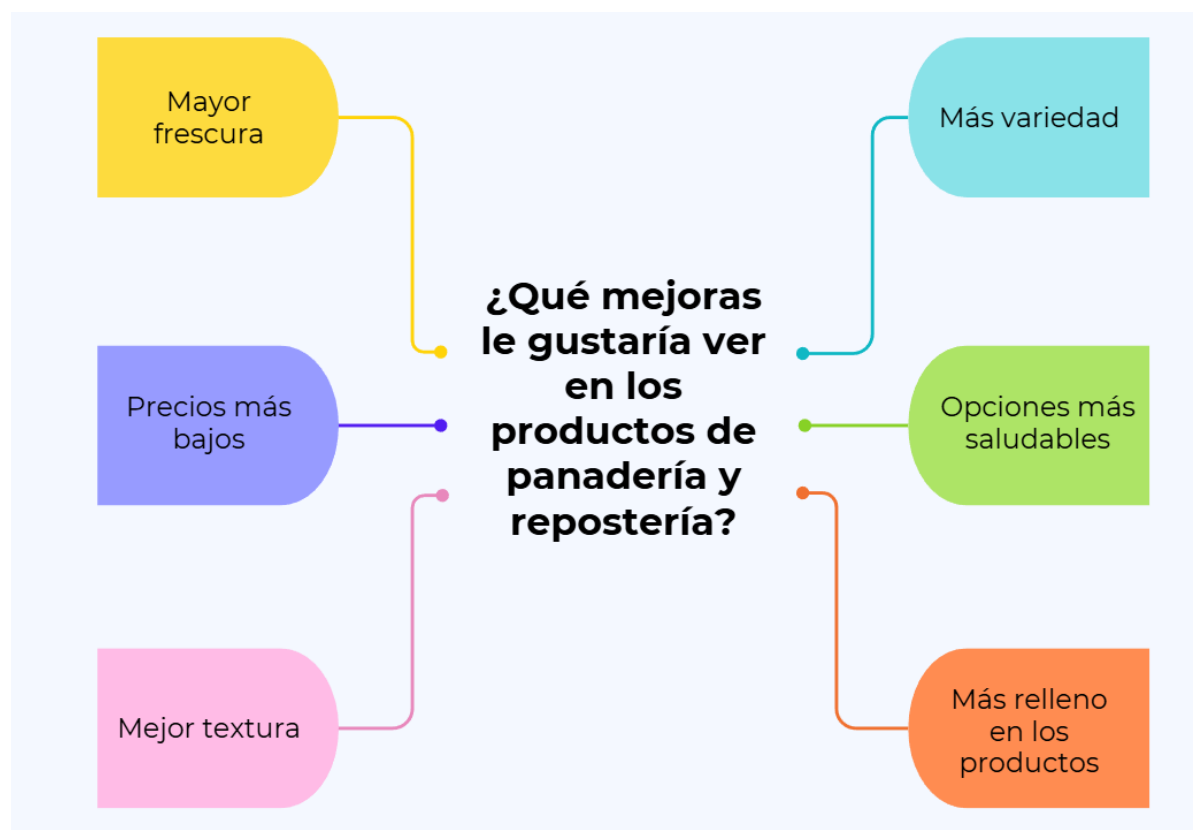 Mayor
frescura
Más variedad
¿Qué mejoras
le gustaría ver
en los
productos de
panadería y
repostería?
Precios más
bajos
Opciones más
saludables
Mejor textura
Más relleno
en los
productos